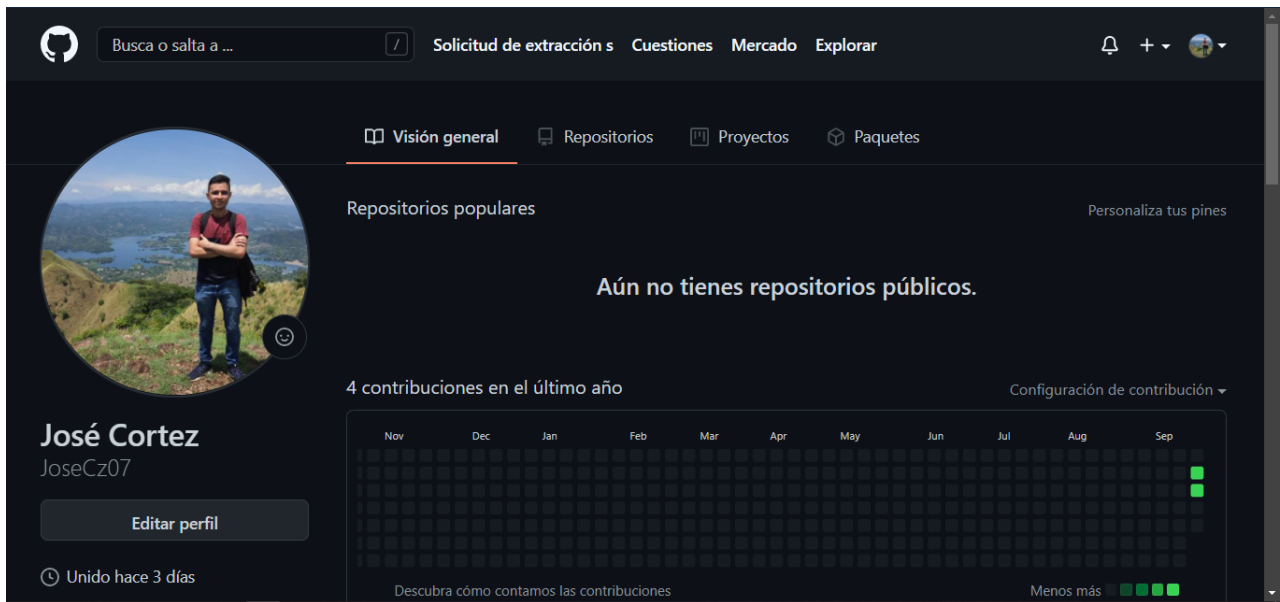 Busca o salta a ... / Solicitud de extracción s Cuestiones Mercado Explorar
Visión general Repositorios Proyectos Paquetes
Repositorios populares Personaliza tus pines
Aún no tienes repositorios públicos.
4 contribuciones en el último año Configuración de contribución
José Cortez
JoseCz07
Editar perfil
Unido hace 3 días
Nov Dec Jan Feb Mar Apr May Jun Jul Aug Sep
Descubra cómo contamos las contribuciones Menos más